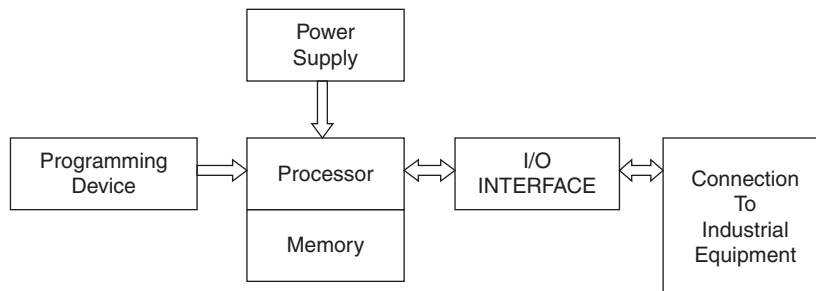 Power
Supply
Programming
Device
Processor
Memory
I/O
INTERFACE
Connection
To
Industrial
Equipment